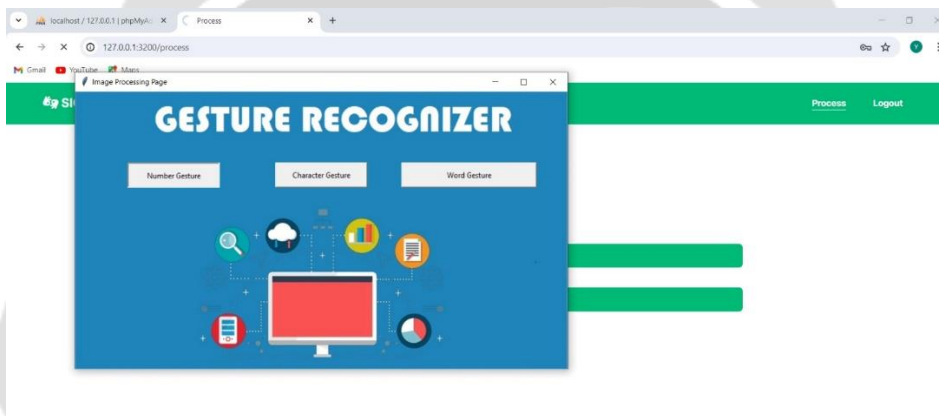 localhost / 127.0.0.1 | phpMyAd
Process
127.0.0.1:3200/process
Gmail YouTube Maps
Image Processing Page
Process Logout
GESTURE RECOGNIZER
Number Gesture Character Gesture Word Gesture